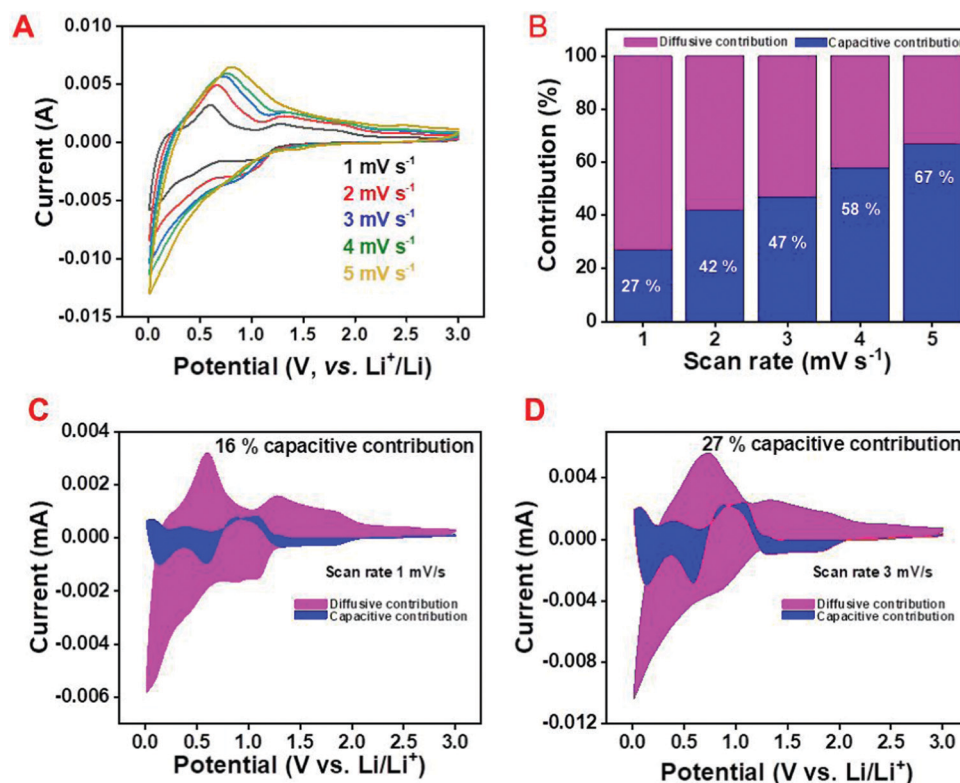 A
0.010
0.005
0.000
-0.005
-0.010
-0.015
Current (A)
1 mV s⁻¹
2 mV s⁻¹
3 mV s⁻¹
4 mV s⁻¹
5 mV s⁻¹
0.0 0.5 1.0 1.5 2.0 2.5 3.0
Potential (V, vs. Li⁺/Li)
B
Diffusive contribution Capacitive contribution
100
80
60
40
20
0
Contribution (%)
27 %
42 %
47 %
58 %
67 %
1 2 3 4 5
Scan rate (mV s⁻¹)
C
0.004
0.002
0.000
-0.002
-0.004
-0.006
Current (mA)
16 % capacitive contribution
Scan rate 1 mV/s
Diffusive contribution
Capacitive contribution
0.0 0.5 1.0 1.5 2.0 2.5 3.0
Potential (V vs. Li/Li⁺)
D
0.004
0.000
-0.004
-0.008
-0.012
Current (mA)
27 % capacitive contribution
Scan rate 3 mV/s
Diffusive contribution
Capacitive contribution
0.0 0.5 1.0 1.5 2.0 2.5 3.0
Potential (V vs. Li/Li⁺)